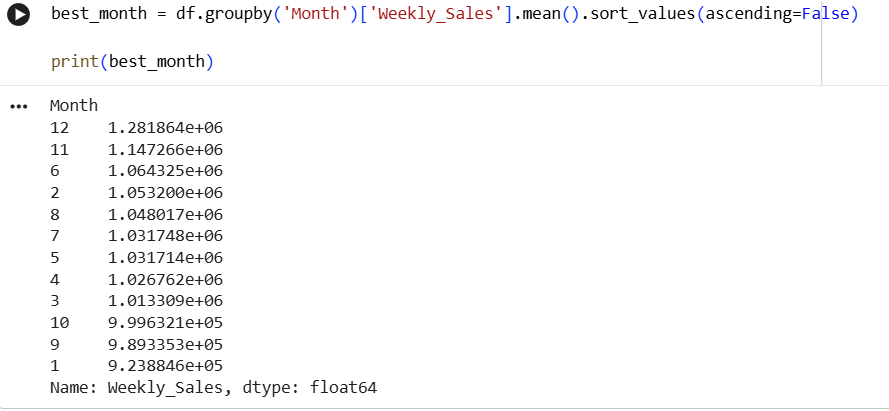 best_month = df.groupby('Month')['Weekly_Sales'].mean().sort_values(ascending=False)
print(best_month)
Month
12    1.281864e+06
11    1.147266e+06
6     1.064325e+06
2     1.053200e+06
8     1.048017e+06
7     1.031748e+06
5     1.031714e+06
4     1.026762e+06
3     1.013309e+06
10    9.996321e+05
9     9.893353e+05
1     9.238846e+05
Name: Weekly_Sales, dtype: float64